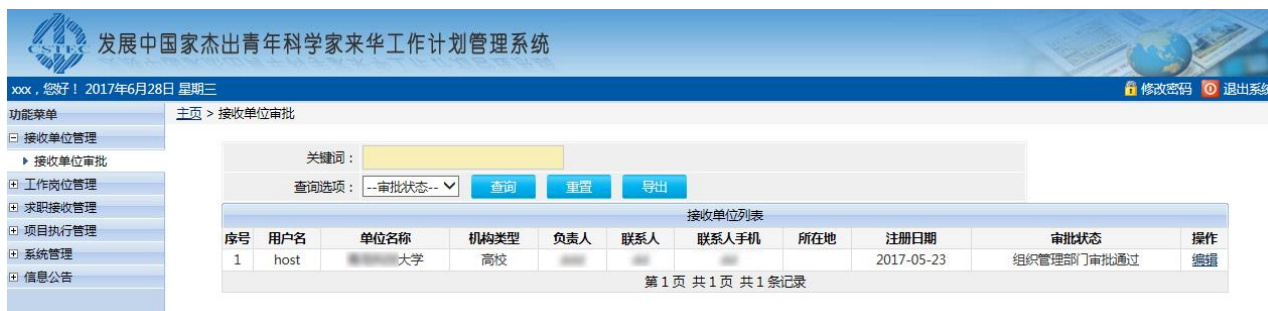 CSTEC 发展中国家杰出青年科学家来华工作计划管理系统
xxx，您好！ 2017年6月28日 星期三 修改密码 退出系统
功能菜单 主页 > 接收单位审批
接收单位管理
接收单位审批 关键词：
工作岗位管理 查询选项： --审批状态-- 查询 重置 导出
求职接收管理
项目执行管理 接收单位列表
系统管理 序号 用户名 单位名称 机构类型 负责人 联系人 联系人手机 所在地 注册日期 审批状态 操作
信息公告 1 host 大学 高校 2017-05-23 组织管理部门审批通过 编辑
第 1 页 共 1 页 共 1 条记录